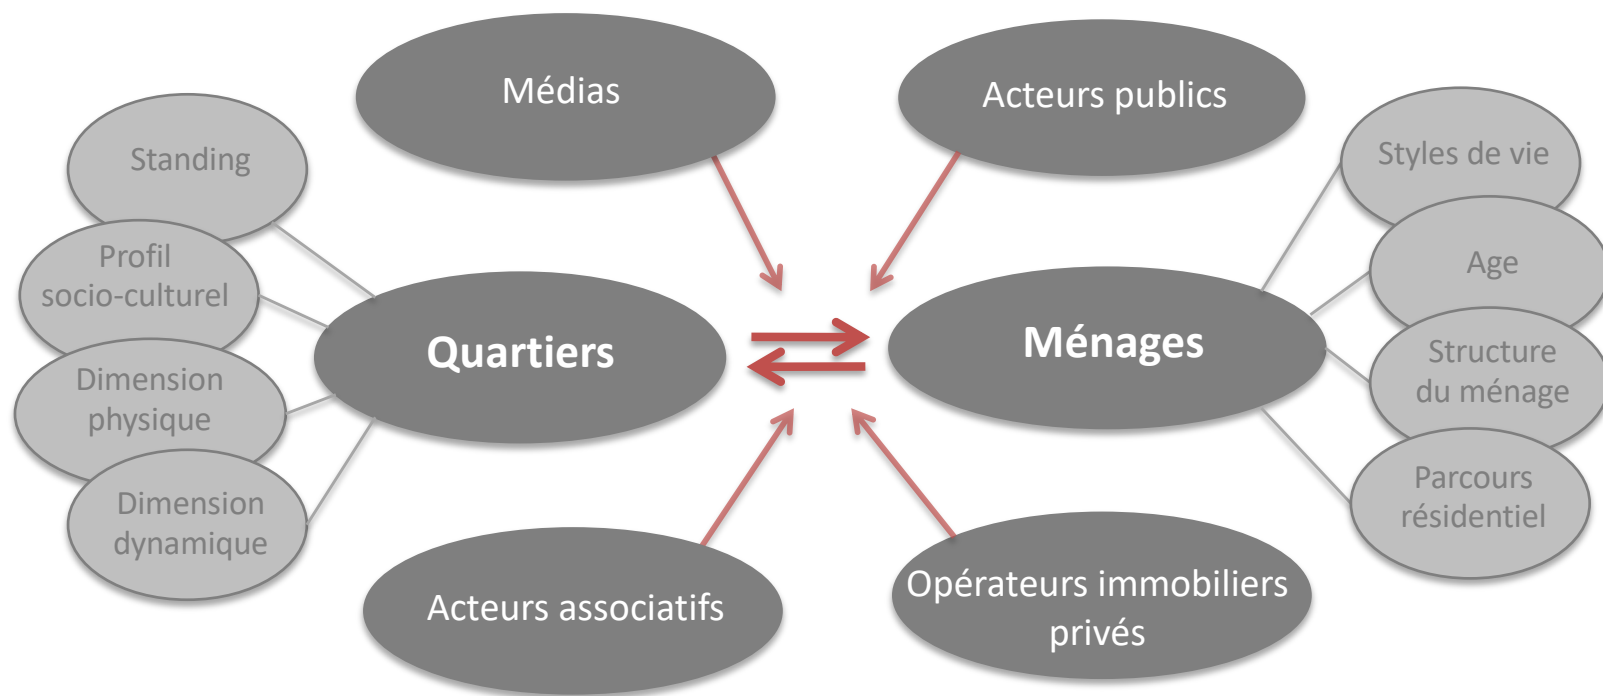 Médias
Acteurs publics
Standing
Profil
socio-culturel
Dimension
physique
Dimension
dynamique
Quartiers
Ménages
Styles de vie
Age
Structure
du ménage
Parcours
résidentiel
Acteurs associatifs
Opérateurs immobiliers
privés